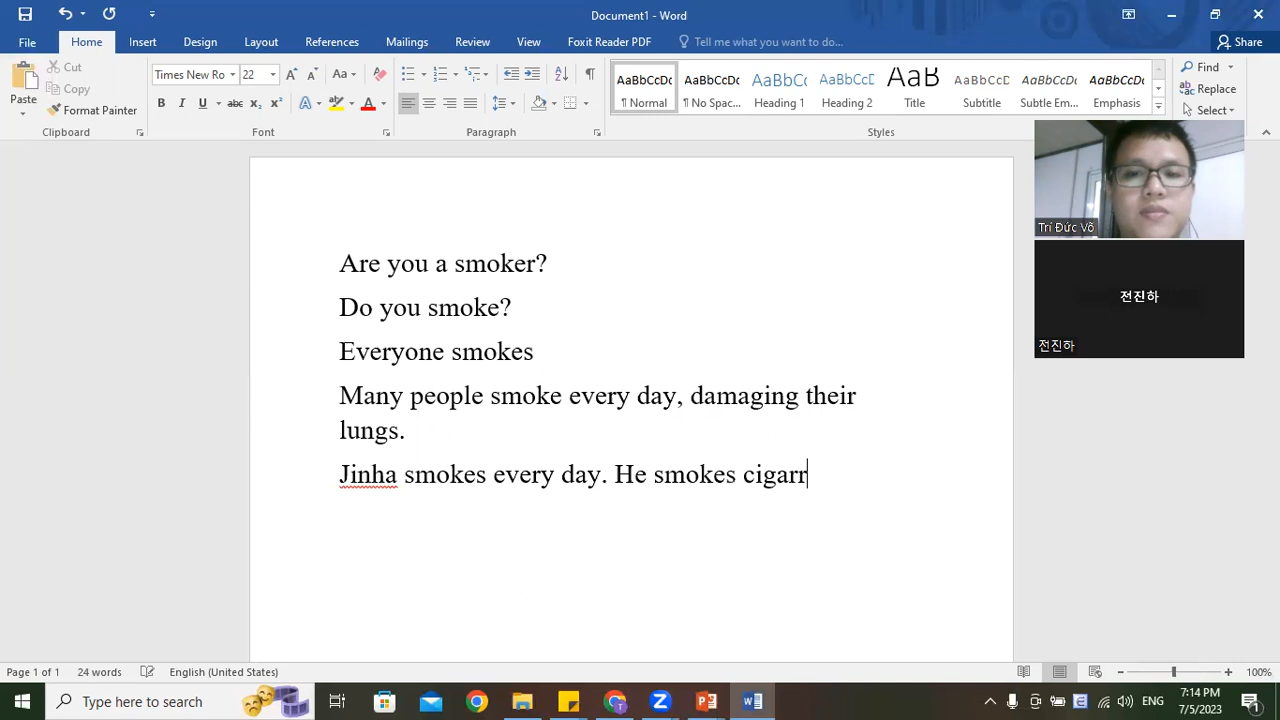 Document1 - Word
File Home Insert Design Layout References Mailings Review View Foxit Reader PDF Tell me what you want to do... Share
Paste Cut Copy Format Painter
Times New Ro 22
AaBbCcDc AaBbCcDc AaBbCc AaBbCcE AaB AaBbCcD AaBbCcDc AaBbCcDc
¶ Normal ¶ No Spac... Heading Heading 2 Title Subtitle Subtle Em... Emphasis
Find Replace Select
Clipboard Font Paragraph Styles
Are you a smoker?
Do you smoke?
Everyone smokes
Many people smoke every day, damaging their
lungs.
Jinha smokes every day. He smokes cigarr
Trí Đức Võ
전진하
전진하
Page 1 of 1 24 words English (United States) 100%
Type here to search
ENG
7:14 PM
7/5/2023